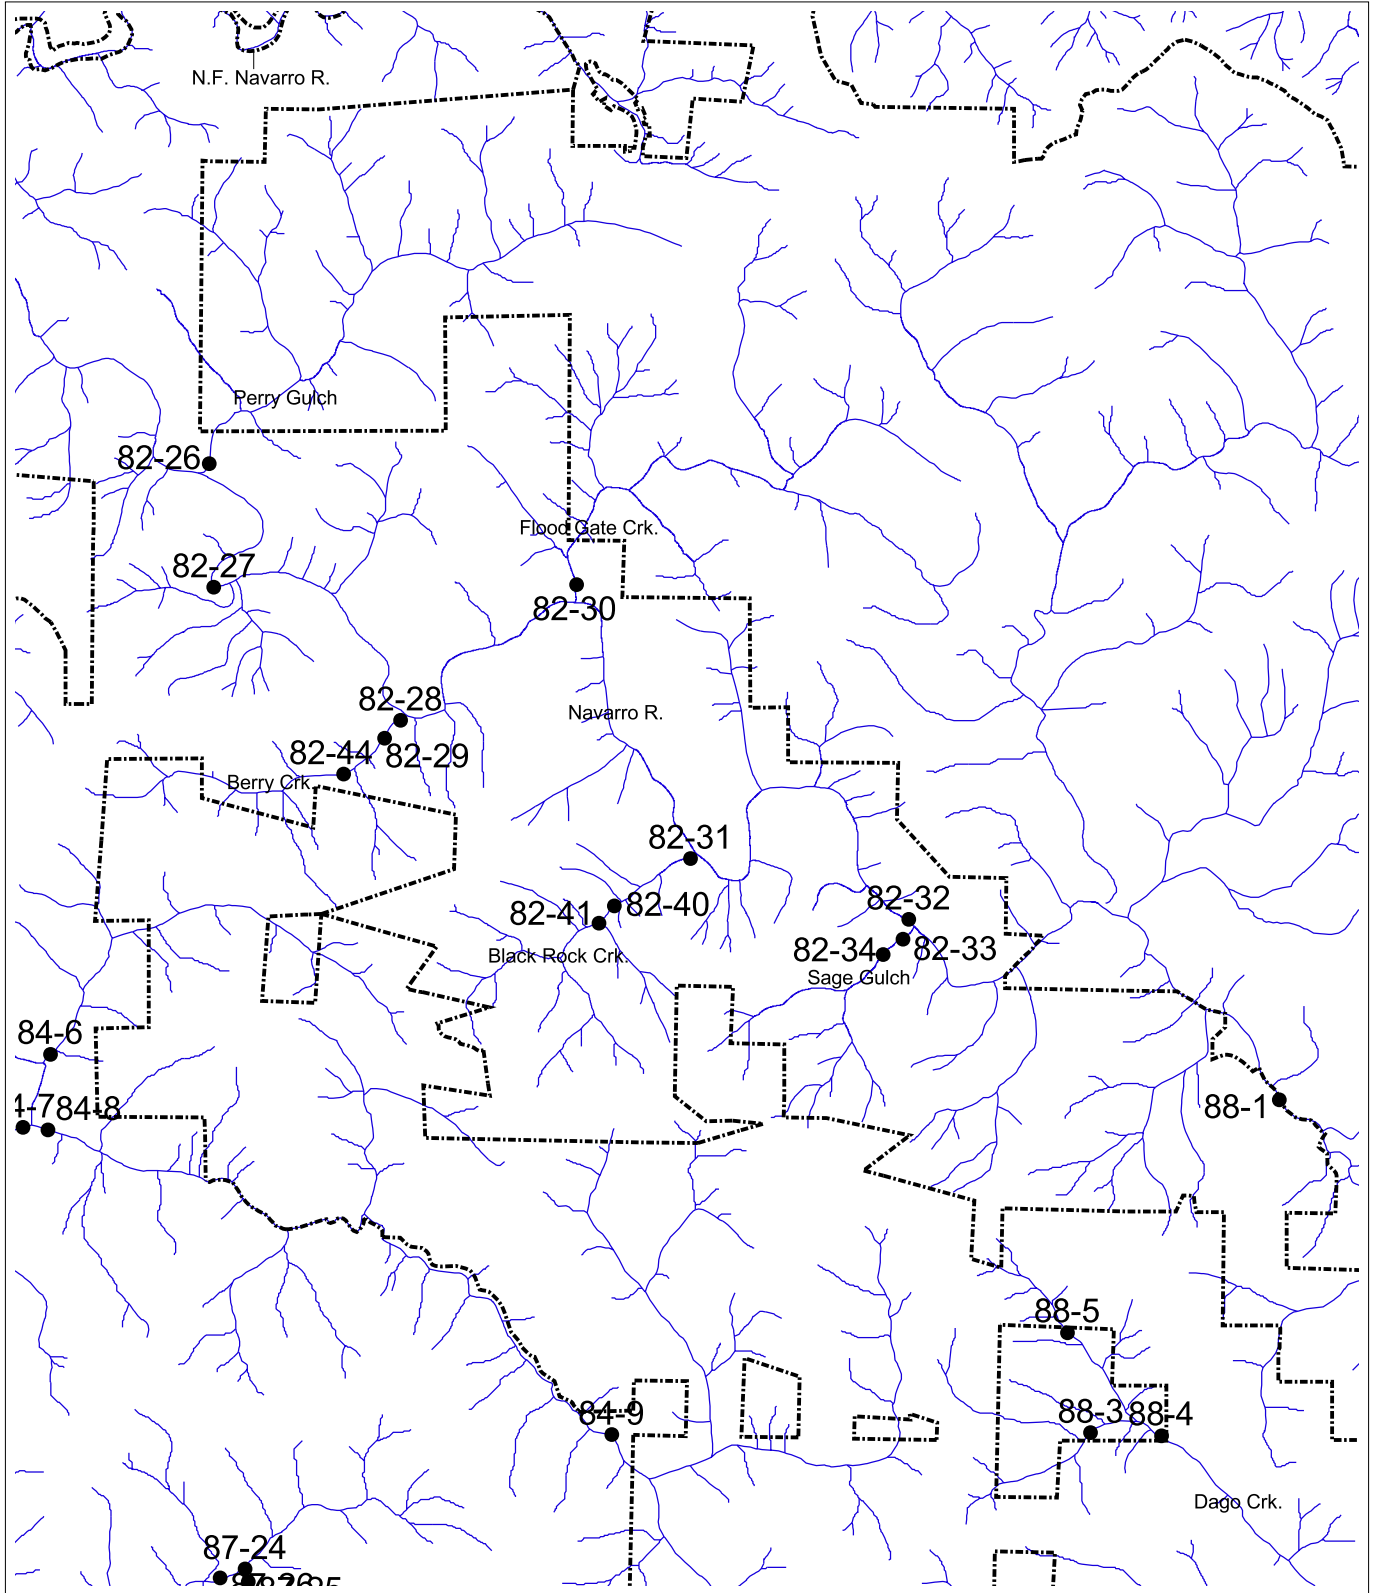 N.F. Navarro R.
Perry Gulch
82-26
Flood Gate Crk.
82-27
82-30
82-28
Navarro R.
82-44
82-29
Berry Crk.
82-31
82-32
82-41
82-40
82-34
82-33
Black Rock Crk.
Sage Gulch
84-6
84-8
88-1
88-5
84-9
88-3
88-4
Dago Crk.
87-24